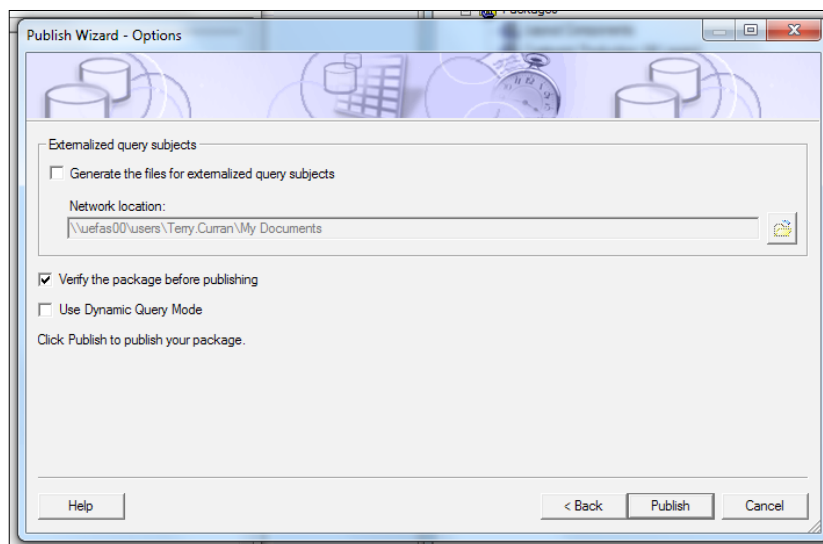 Packages
Publish Wizard - Options
Externalized query subjects
Generate the files for externalized query subjects
Network location:
\\uefas00\users\Terry.Curran\My Documents
Verify the package before publishing
Use Dynamic Query Mode
Click Publish to publish your package.
Help
< Back
Publish
Cancel